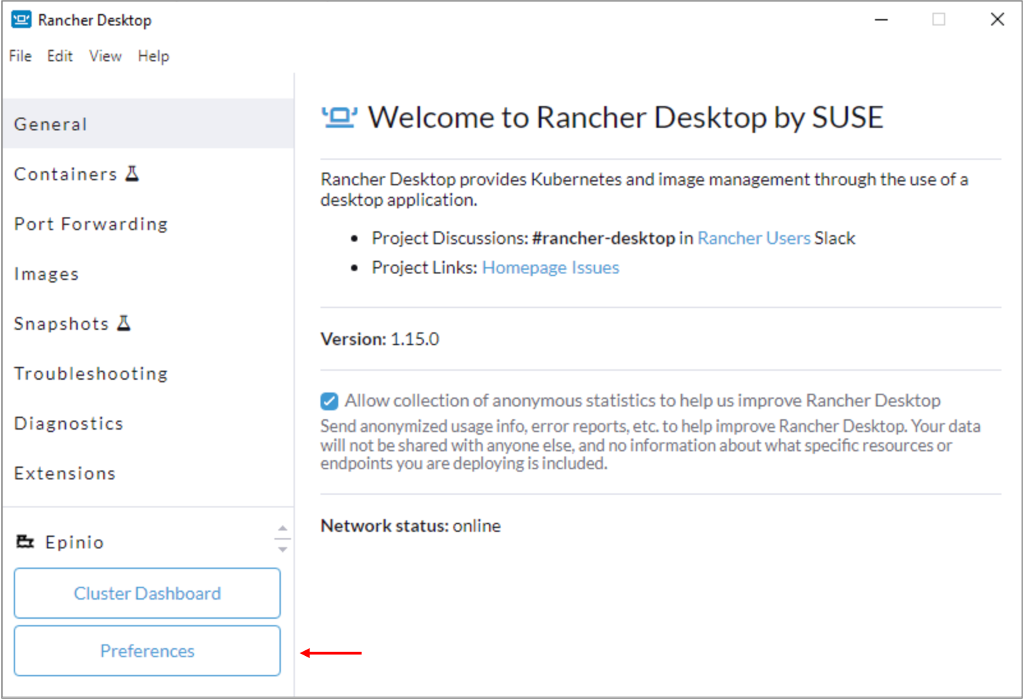 Rancher Desktop
File Edit View Help
General
Containers
Port Forwarding
Images
Snapshots
Troubleshooting
Diagnostics
Extensions
Epinio
Cluster Dashboard
Preferences
Welcome to Rancher Desktop by SUSE
Rancher Desktop provides Kubernetes and image management through the use of a
desktop application.
• Project Discussions: #rancher-desktop in Rancher Users Slack
• Project Links: Homepage Issues
Version: 1.15.0
Allow collection of anonymous statistics to help us improve Rancher Desktop
Send anonymized usage info, error reports, etc. to help improve Rancher Desktop. Your data
will not be shared with anyone else, and no information about what specific resources or
endpoints you are deploying is included.
Network status: online